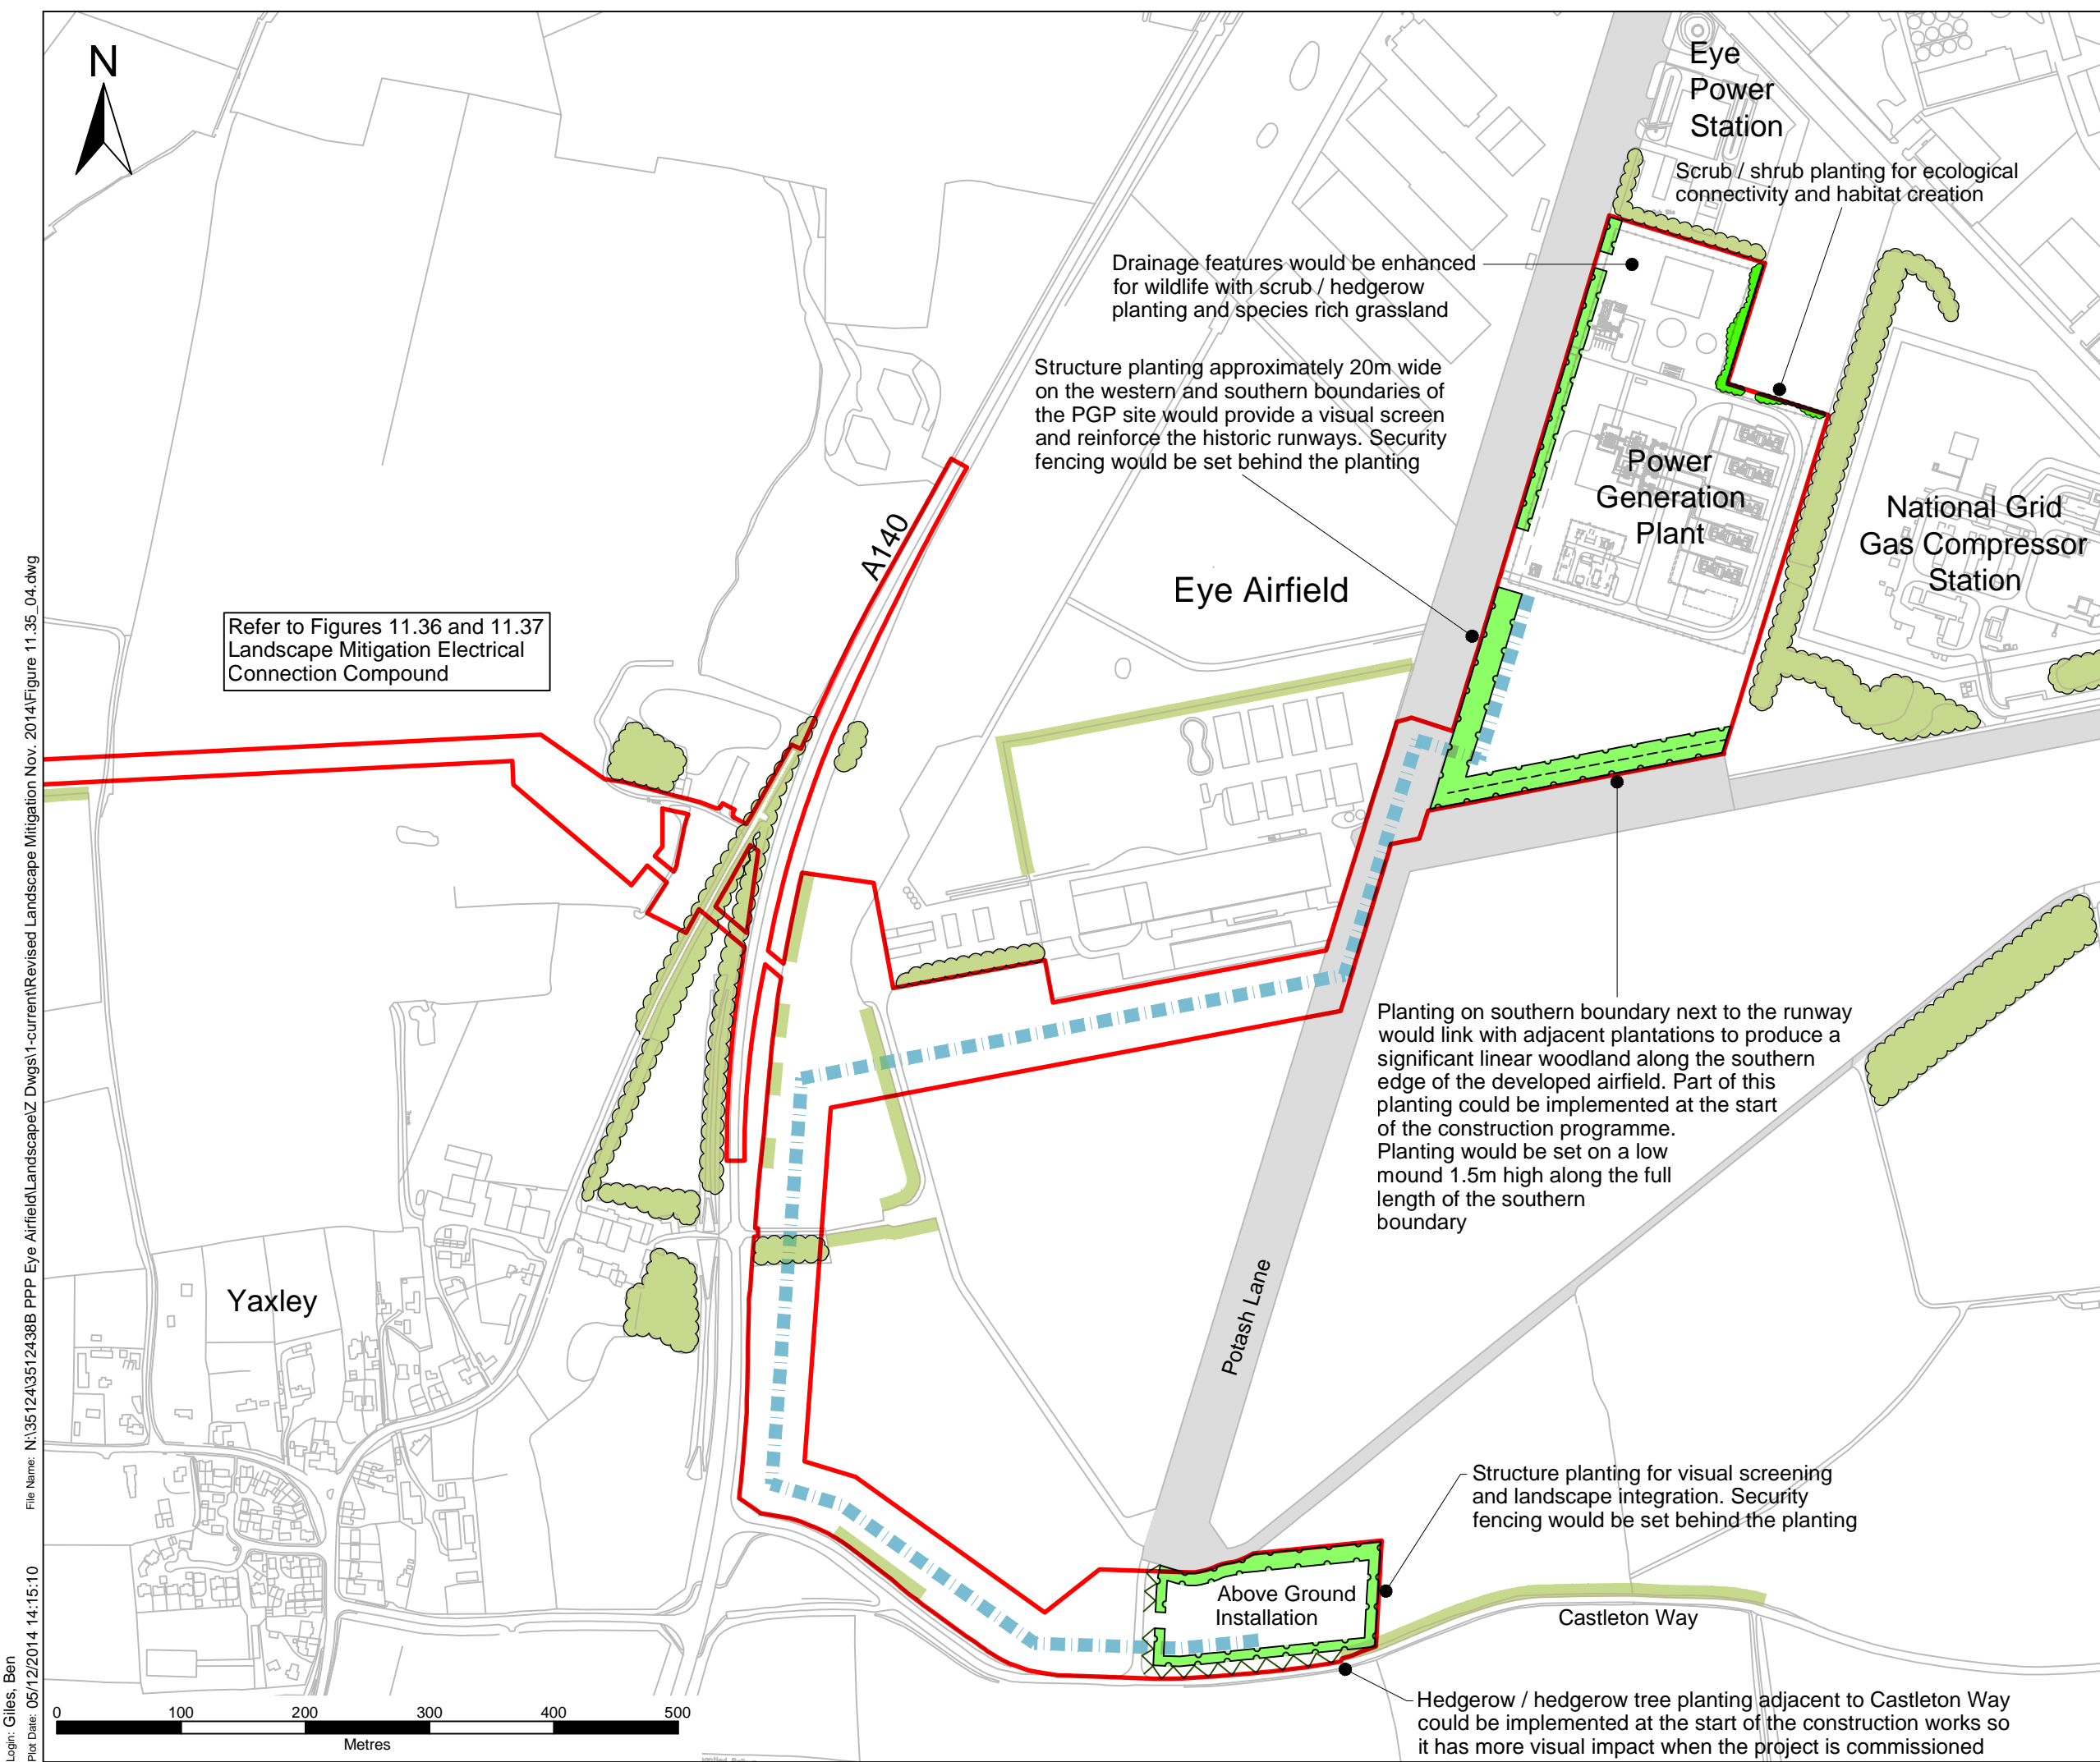 N
Eye
Power
Station
Scrub / shrub planting for ecological
connectivity and habitat creation
Drainage features would be enhanced
for wildlife with scrub / hedgerow
planting and species rich grassland
Structure planting approximately 20m wide
on the western and southern boundaries of
the PGP site would provide a visual screen
and reinforce the historic runways. Security
fencing would be set behind the planting
Power
Generation
Plant
National Grid
Gas Compressor
Station
A140
Eye Airfield
Refer to Figures 11.36 and 11.37
Landscape Mitigation Electrical
Connection Compound
Planting on southern boundary next to the runway
would link with adjacent plantations to produce a
significant linear woodland along the southern
edge of the developed airfield. Part of this
planting could be implemented at the start
of the construction programme.
Planting would be set on a low
mound 1.5m high along the full
length of the southern
boundary
Yaxley
Potash Lane
Structure planting for visual screening
and landscape integration. Security
fencing would be set behind the planting
Above Ground
Installation
Castleton Way
Hedgerow / hedgerow tree planting adjacent to Castleton Way
could be implemented at the start of the construction works so
it has more visual impact when the project is commissioned
0 100 200 300 400 500
Metres
Login: Giles, Ben
Plot Date: 05/12/2014 14:15:10
File Name: N:\35124\3512438B PPP Eye Airfield\Landscape\Z Dwgs\1-current\Revised Landscape Mitigation Nov. 2014\Figure 11.35_04.dwg